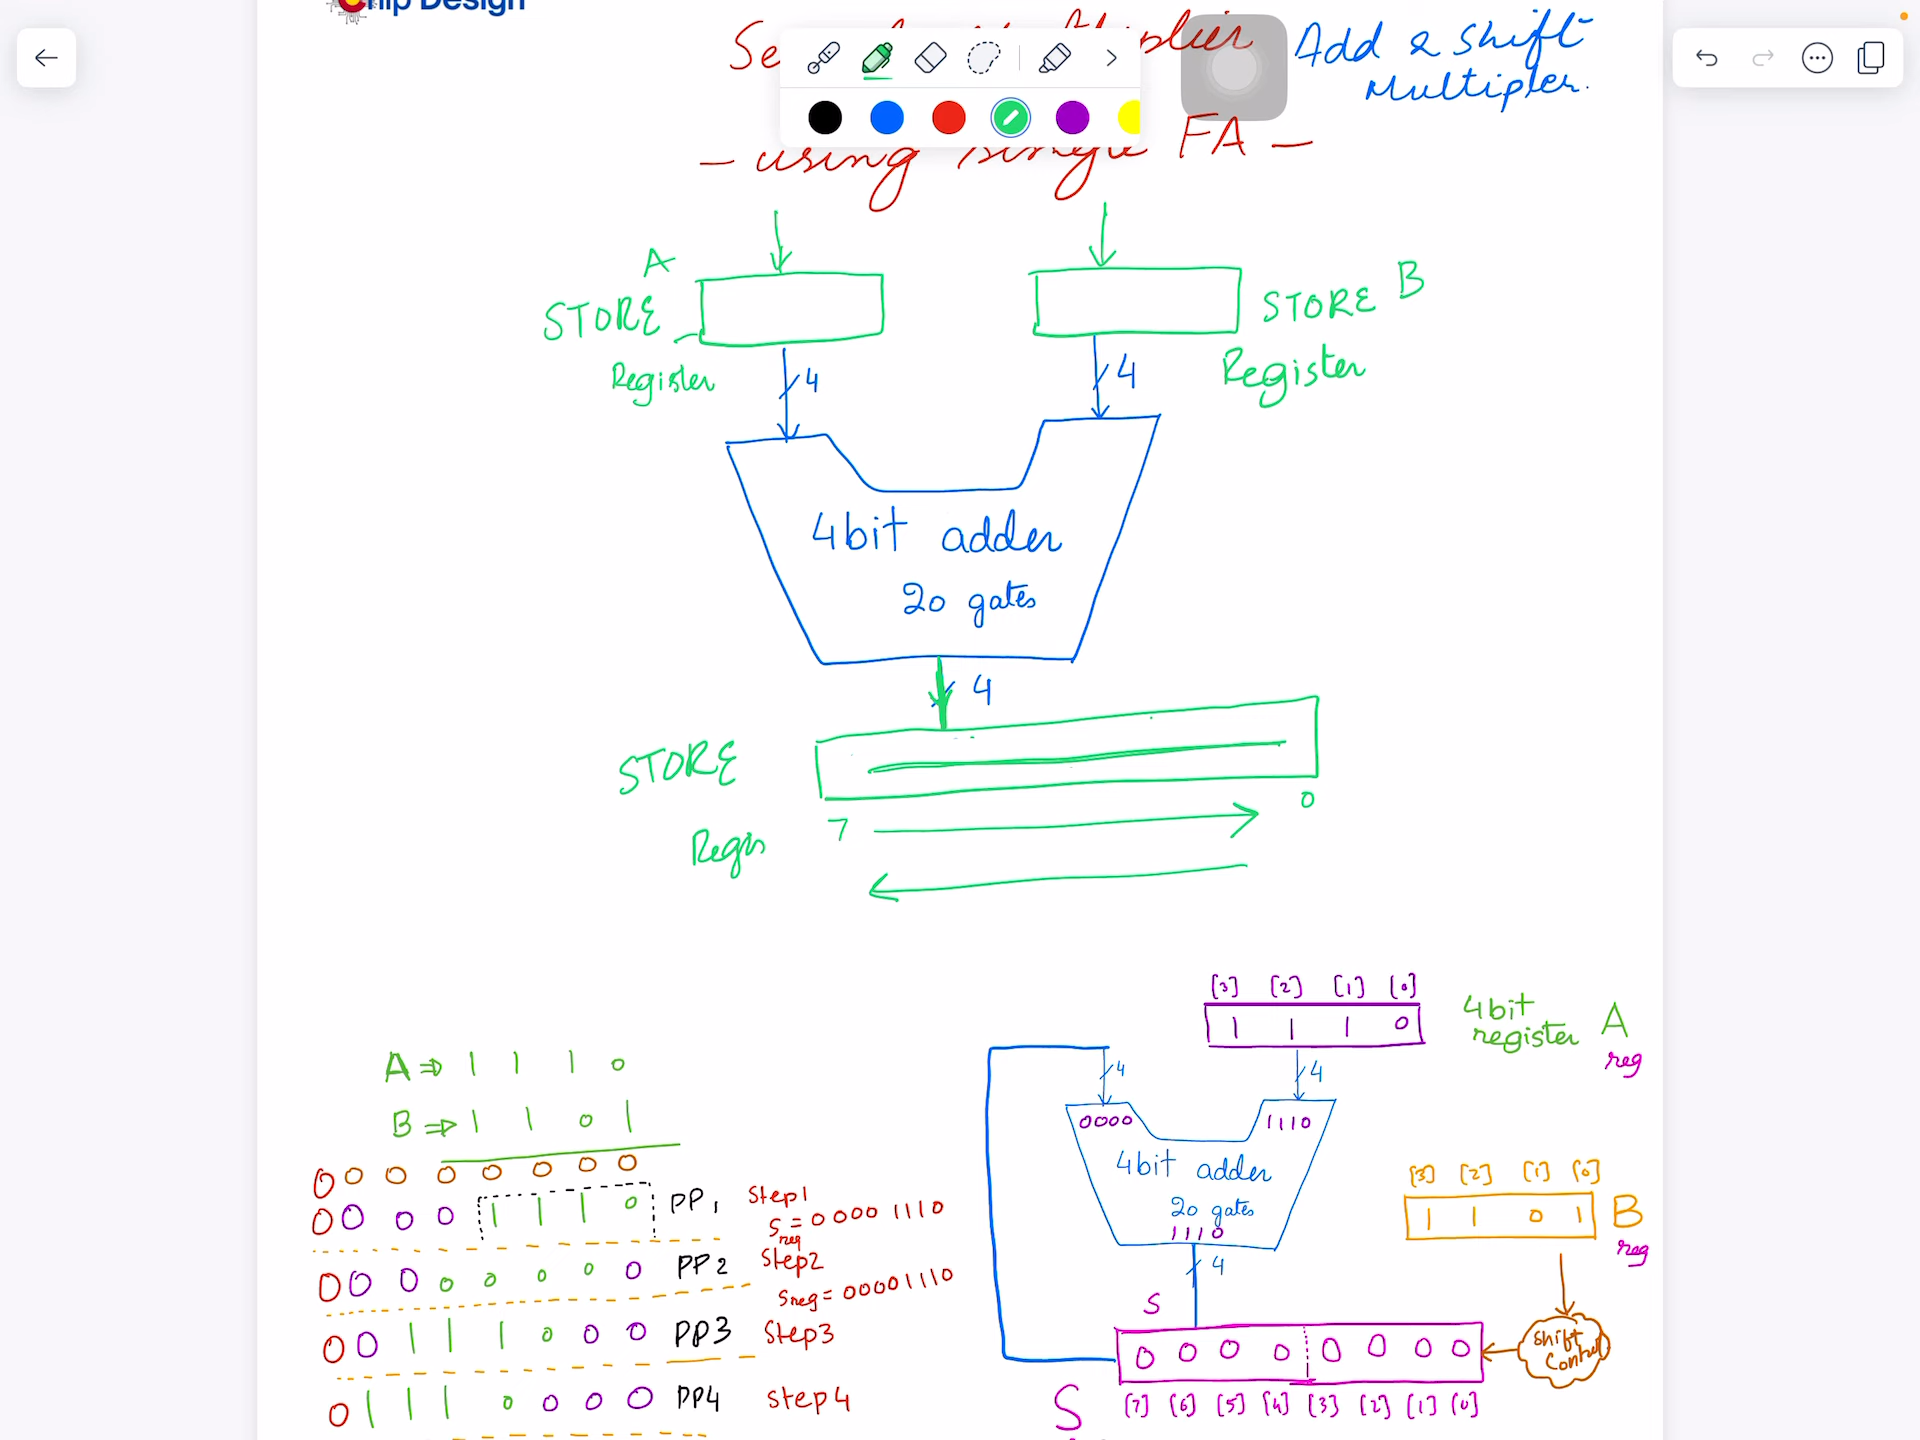 Chip Design
Add & Shift
Multiplier.
- using single FA -
A
STORE
Register
STORE B
Register
4
4
4bit adder
20 gates
4
STORE
Regis
7
0
[3] [2] [1] [0]
1 1 1 0
4bit
register A
reg
A ⇒ 1 1 1 0
B ⇒ 1 1 0 1
0 0 0 0 0 0 0 0
0 0 0 0 1 1 1 0 PP1 Step1
S = 0000 1110
reg
0 0 0 0 0 0 0 0 PP2 Step2
Sreg = 00001110
0 0 1 1 1 0 0 0 PP3 Step3
0 1 1 1 0 0 0 0 PP4 Step4
4
4
0000
1110
4bit adder
20 gates
1110
4
[3] [2] [1] [0]
1 1 0 1
B
reg
Shift
Control
S
0 0 0 0 0 0 0 0
S
[7] [6] [5] [4] [3] [2] [1] [0]